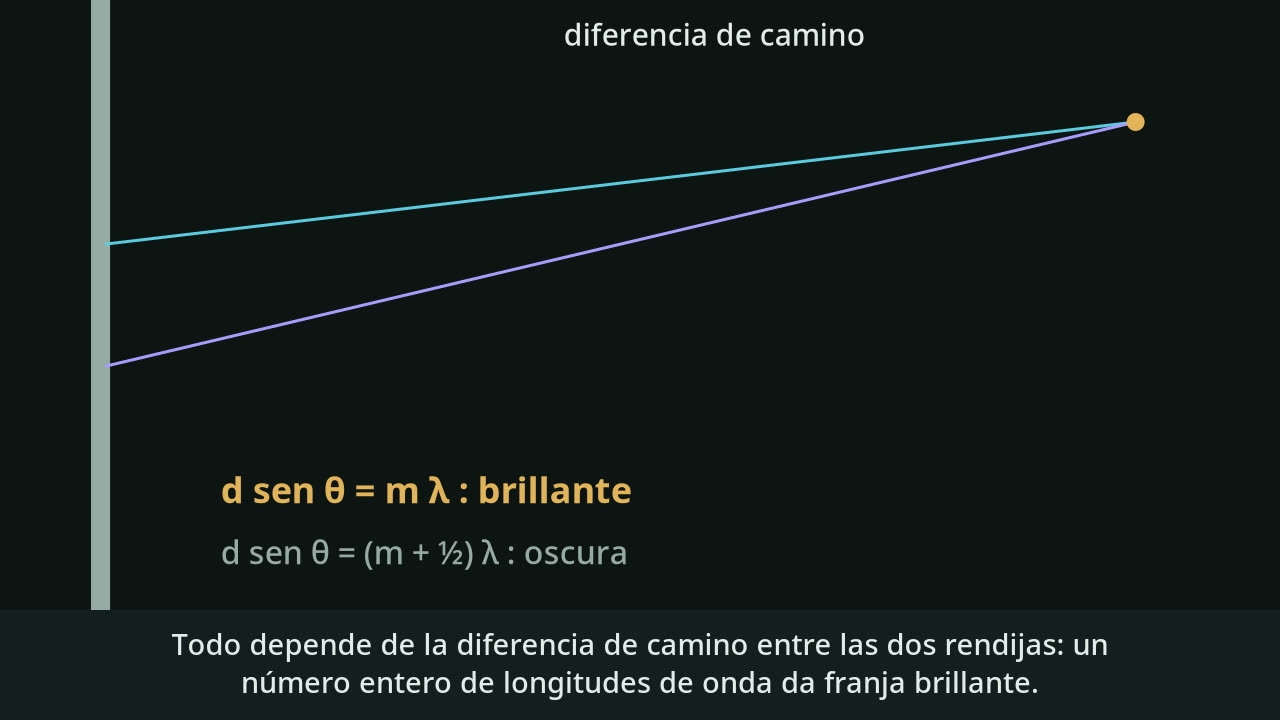 diferencia de camino
d sen θ = m λ : brillante
d sen θ = (m + ½) λ : oscura
Todo depende de la diferencia de camino entre las dos rendijas: un
número entero de longitudes de onda da franja brillante.